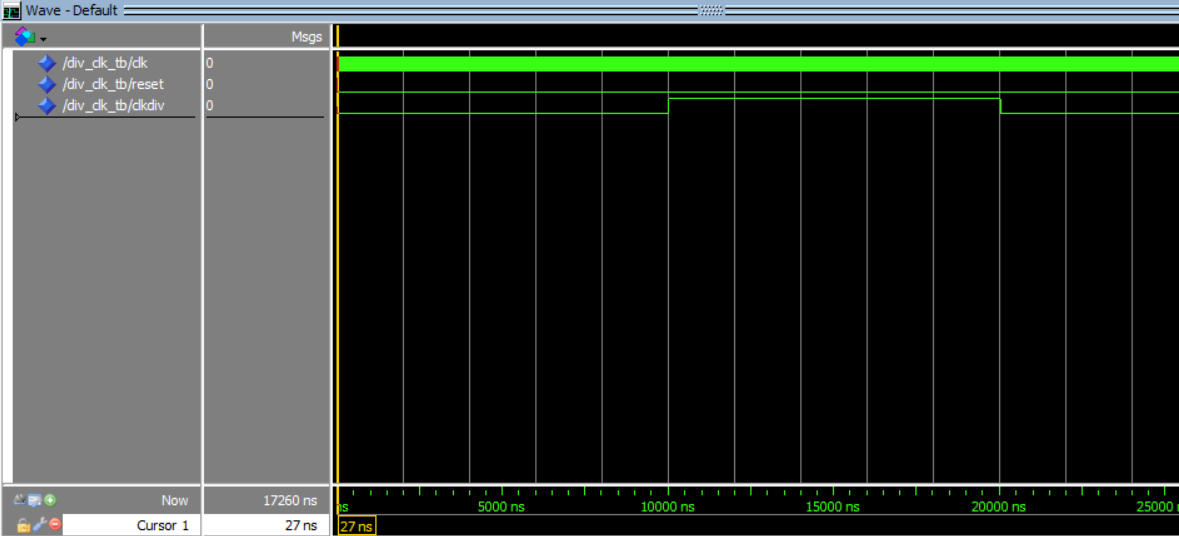 Wave - Default
Msgs
/div_clk_tb/clk 0
/div_clk_tb/reset 0
/div_clk_tb/clkdiv 0
Now 17260 ns
ns 5000 ns 10000 ns 15000 ns 20000 ns 25000
Cursor 1 27 ns 27 ns